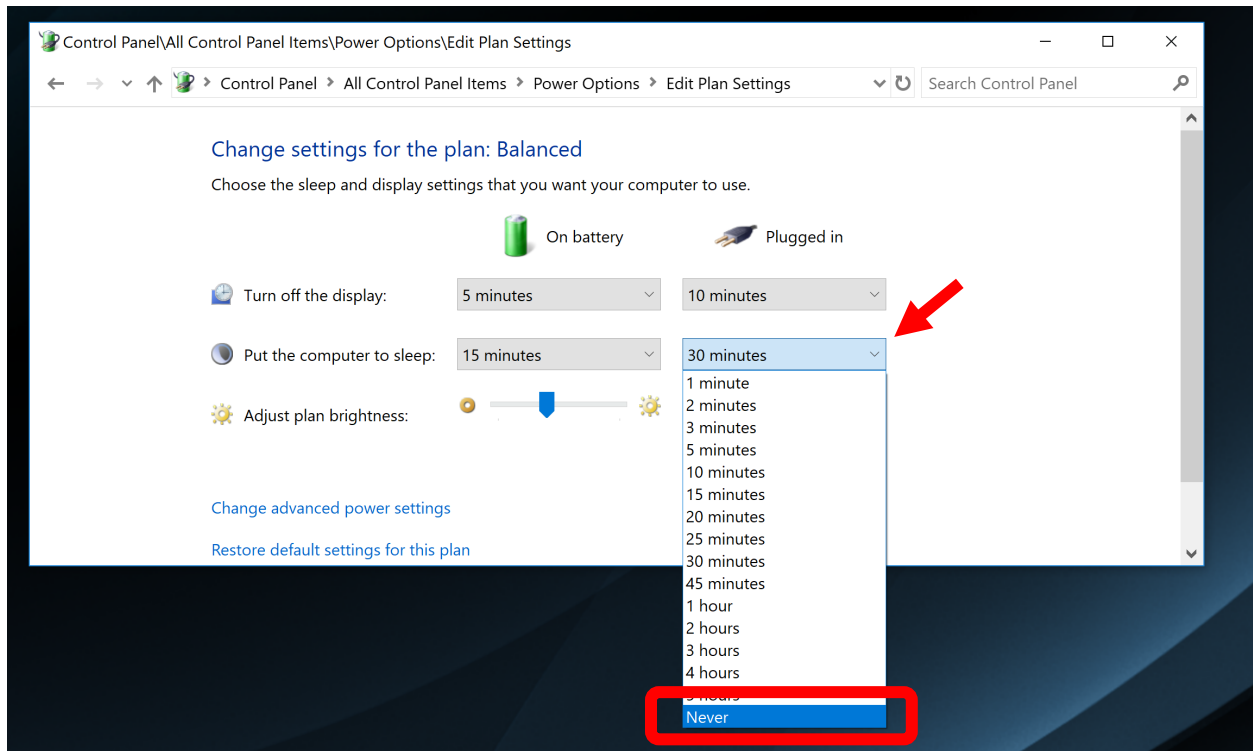 Control Panel\All Control Panel Items\Power Options\Edit Plan Settings
Control Panel > All Control Panel Items > Power Options > Edit Plan Settings
Search Control Panel
Change settings for the plan: Balanced
Choose the sleep and display settings that you want your computer to use.
On battery Plugged in
Turn off the display: 5 minutes 10 minutes
Put the computer to sleep: 15 minutes 30 minutes
Adjust plan brightness:
Change advanced power settings
Restore default settings for this plan
1 minute
2 minutes
3 minutes
5 minutes
10 minutes
15 minutes
20 minutes
25 minutes
30 minutes
45 minutes
1 hour
2 hours
3 hours
4 hours
hours
Never